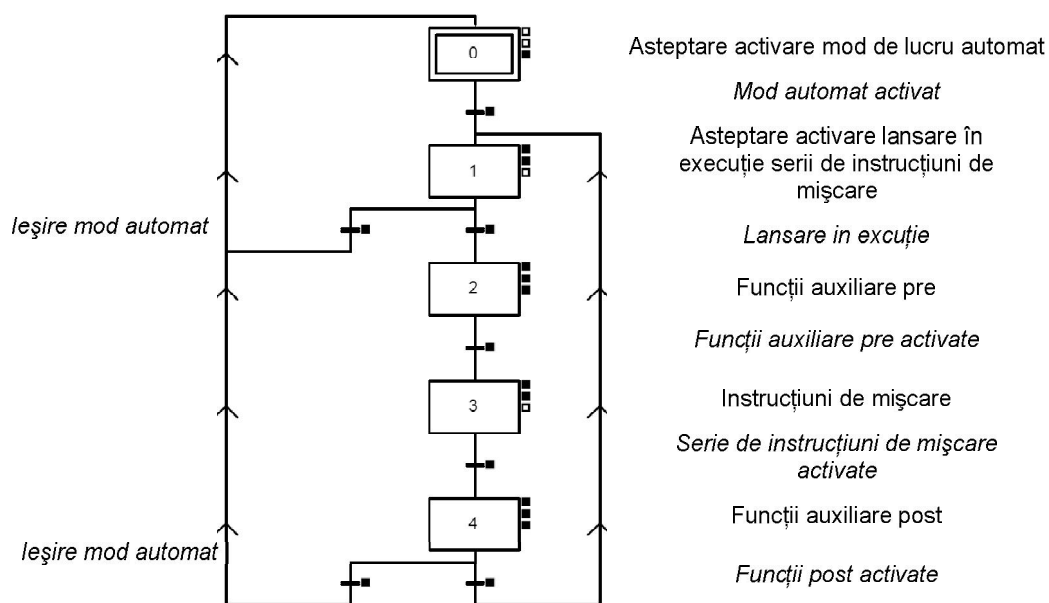 0
Asteptare activare mod de lucru automat
Mod automat activat
1
Asteptare activare lansare în
execuție serii de instrucțiuni de
mişcare
Ieşire mod automat
Lansare in excuție
2
Funcții auxiliare pre
Funcții auxiliare pre activate
3
Instrucțiuni de mişcare
Serie de instrucțiuni de mişcare
activate
4
Funcții auxiliare post
Ieşire mod automat
Funcții post activate